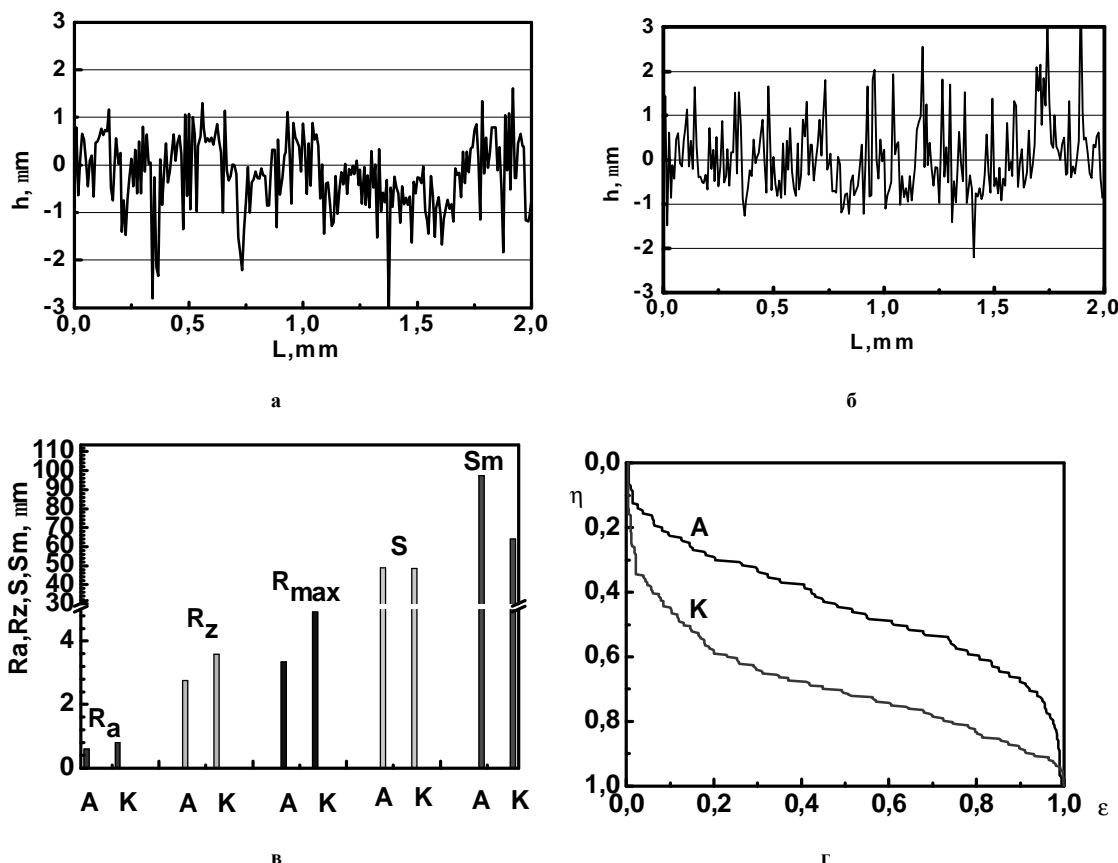 3
2
1
0
-1
-2
-3
h, mm
0,0 0,5 1,0 1,5 2,0
L,mm
а
3
2
1
0
-1
-2
-3
h, mm
0,0 0,5 1,0 1,5 2,0
L,mm
б
110
100
90
80
70
60
50
40
30
4
2
0
Ra,Rz,S,Sm, mm
Ra
Rz
Rmax
S
Sm
A K A K A K A K A K
в
0,0
0,2
0,4
0,6
0,8
1,0
η
A
K
0,0 0,2 0,4 0,6 0,8 1,0 ε
г